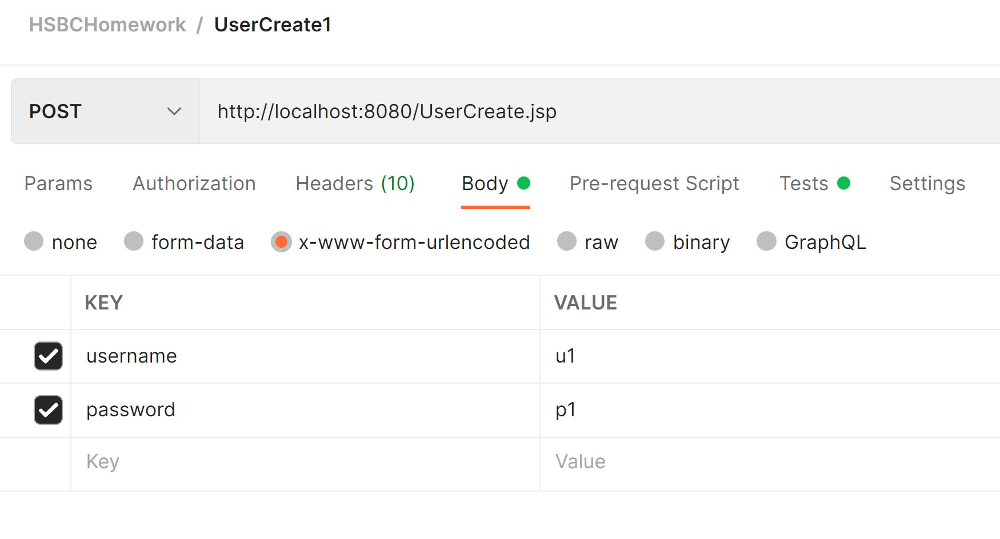 HSBCHomework / UserCreate1
POST http://localhost:8080/UserCreate.jsp
Params Authorization Headers (10) Body Pre-request Script Tests Settings
none form-data x-www-form-urlencoded raw binary GraphQL
KEY VALUE
username u1
password p1
Key Value